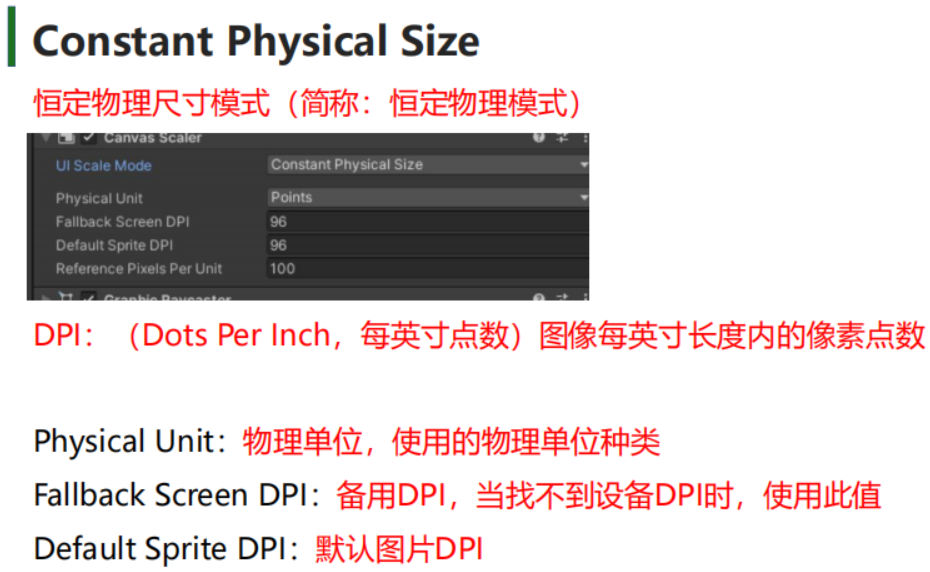 Constant Physical Size
恒定物理尺寸模式（简称：恒定物理模式）
Canvas Scaler
UI Scale Mode Constant Physical Size
Physical Unit Points
Fallback Screen DPI 96
Default Sprite DPI 96
Reference Pixels Per Unit 100
Graphic Raycaster
DPI：（Dots Per Inch，每英寸点数）图像每英寸长度内的像素点数
Physical Unit：物理单位，使用的物理单位种类
Fallback Screen DPI：备用DPI，当找不到设备DPI时，使用此值
Default Sprite DPI：默认图片DPI